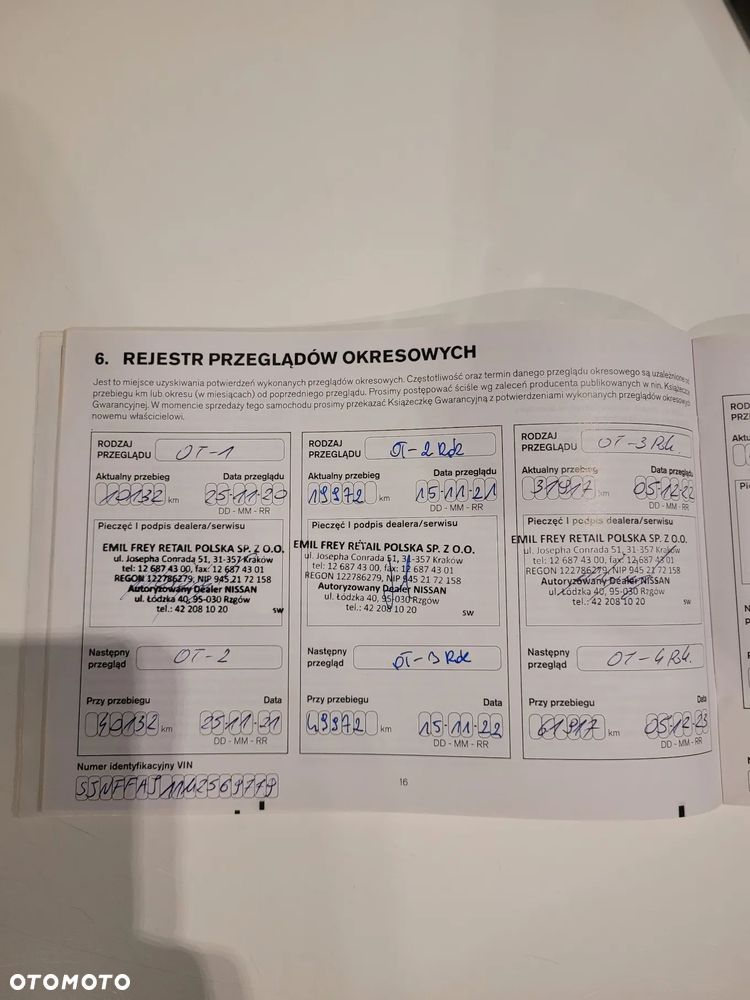 6. REJESTR PRZEGLĄDÓW OKRESOWYCH
Jest to miejsce uzyskiwania potwierdzeń wykonanych przeglądów okresowych. Częstotliwość oraz termin danego przeglądu okresowego są uzależnione od
przebiegu km lub okresu (w miesiącach) od poprzedniego przeglądu. Prosimy postępować ściśle wg zaleceń producenta publikowanych w nin. Książeczce
Gwarancyjnej. W momencie sprzedaży tego samochodu prosimy przekazać Książeczkę Gwarancyjną z potwierdzeniami wykonanych przeglądów okresowych
nowemu właścicielowi.
RODZAJ PRZEGLĄDU OT-1
Aktualny przebieg Data przeglądu
10132 km 25-11-20
DD - MM - RR
Pieczęć I podpis dealera/serwisu
EMIL FREY RETAIL POLSKA SP. Z O.O.
ul. Josepha Conrada 51, 31-357 Kraków
tel: 12 687 43 00, fax: 12 687 43 01
REGON 122786279, NIP 945 21 72 158
Autoryzowany Dealer NISSAN
ul. Łódzka 40, 95-030 Rzgów
tel.: 42 208 10 20 sw
Następny przegląd OT-2
Przy przebiegu Data
40132 km 25-11-21
DD - MM - RR
RODZAJ PRZEGLĄDU OT-2 Rok
Aktualny przebieg Data przeglądu
19972 km 15-11-21
DD - MM - RR
Pieczęć I podpis dealera/serwisu
EMIL FREY RETAIL POLSKA SP. Z O.O.
ul. Josepha Conrada 51, 31-357 Kraków
tel: 12 687 43 00, fax: 12 687 43 01
REGON 122786279, NIP 945 21 72 158
Autoryzowany Dealer NISSAN
ul. Łódzka 40, 95-030 Rzgów
tel.: 42 208 10 20 sw
Następny przegląd OT-3 Rok
Przy przebiegu Data
49972 km 15-11-22
DD - MM - RR
RODZAJ PRZEGLĄDU OT-3 Rok.
Aktualny przebieg Data przeglądu
31917 km 05-12-22
DD - MM - RR
Pieczęć I podpis dealera/serwisu
EMIL FREY RETAIL POLSKA SP. Z O.O.
ul. Josepha Conrada 51, 31-357 Kraków
tel: 12 687 43 00, fax: 12 687 43 01
REGON 122786279, NIP 945 21 72 158
Autoryzowany Dealer NISSAN
ul. Łódzka 40, 95-030 Rzgów
tel.: 42 208 10 20 sw
Następny przegląd OT-4 Rok.
Przy przebiegu Data
61917 km 05-12-23
DD - MM - RR
Numer identyfikacyjny VIN
SJNFFAJ11U2569779
16
OTOMOTO